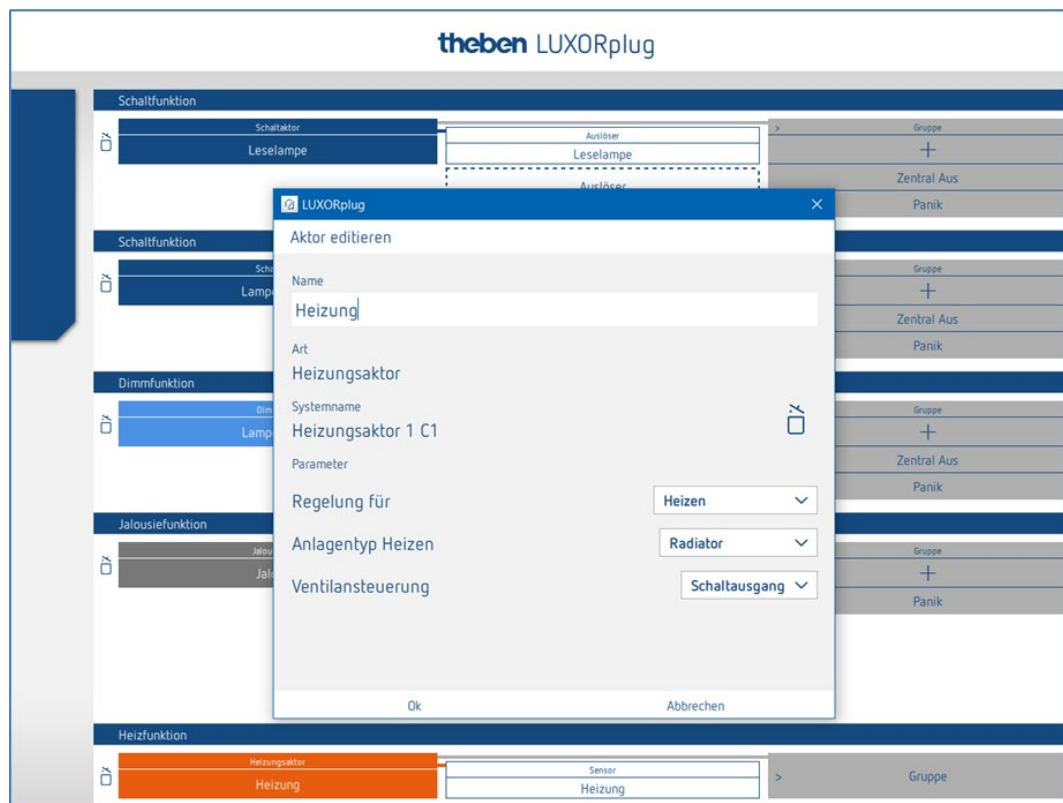 theben LUXORplug
Schaltfunktion
Schaltaktor
Leselampe
Auslöser
Leselampe
Auslöser
>
Gruppe
+
Zentral Aus
Panik
Schaltfunktion
Gruppe
+
Zentral Aus
Panik
Dimmfunktion
Gruppe
+
Zentral Aus
Panik
Jalousiefunktion
Gruppe
+
Panik
LUXORplug
Aktor editieren
Name
Heizung
Art
Heizungsaktor
Systemname
Heizungsaktor 1 C1
Parameter
Regelung für Heizen
Anlagentyp Heizen Radiator
Ventilansteuerung Schaltausgang
Ok Abbrechen
Heizfunktion
Heizungsaktor
Heizung
Sensor
Heizung
>
Gruppe